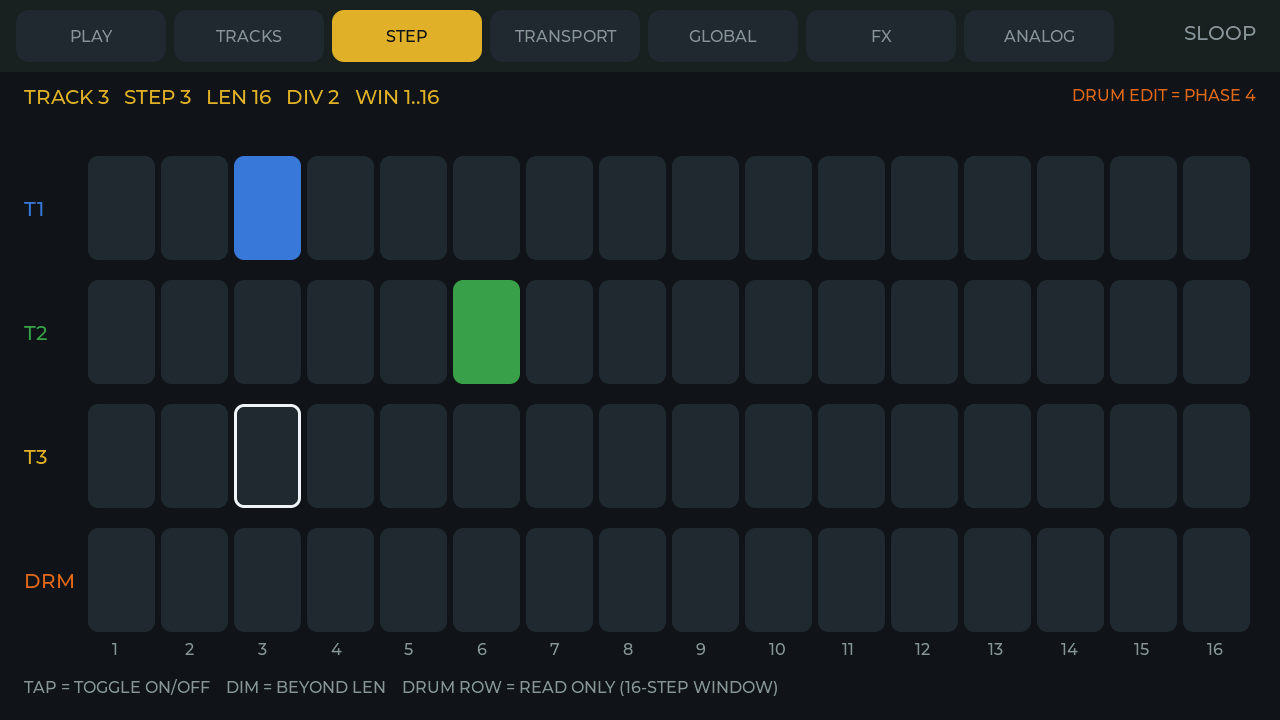 PLAY TRACKS STEP TRANSPORT GLOBAL FX ANALOG SLOOP
TRACK 3 STEP 3 LEN 16 DIV 2 WIN 1..16 DRUM EDIT = PHASE 4
T1
T2
T3
DRM
1 2 3 4 5 6 7 8 9 10 11 12 13 14 15 16
TAP = TOGGLE ON/OFF DIM = BEYOND LEN DRUM ROW = READ ONLY (16-STEP WINDOW)